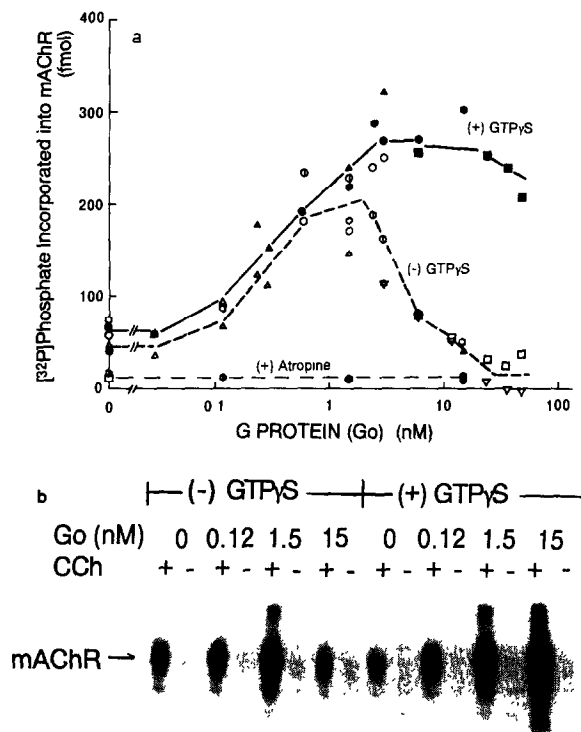 a
[32P]Phosphate Incorporated into mAChR
(fmol)
400
300
200
100
0
(+) GTPγS
(-) GTPγS
(+) Atropine
0 0 1 1 10 100
G PROTEIN (Go) (nM)
b
(-) GTPγS (+) GTPγS
Go (nM) 0 0.12 1.5 15 0 0.12 1.5 15
CCh + - + - + - + - + - + - + - + -
mAChR →